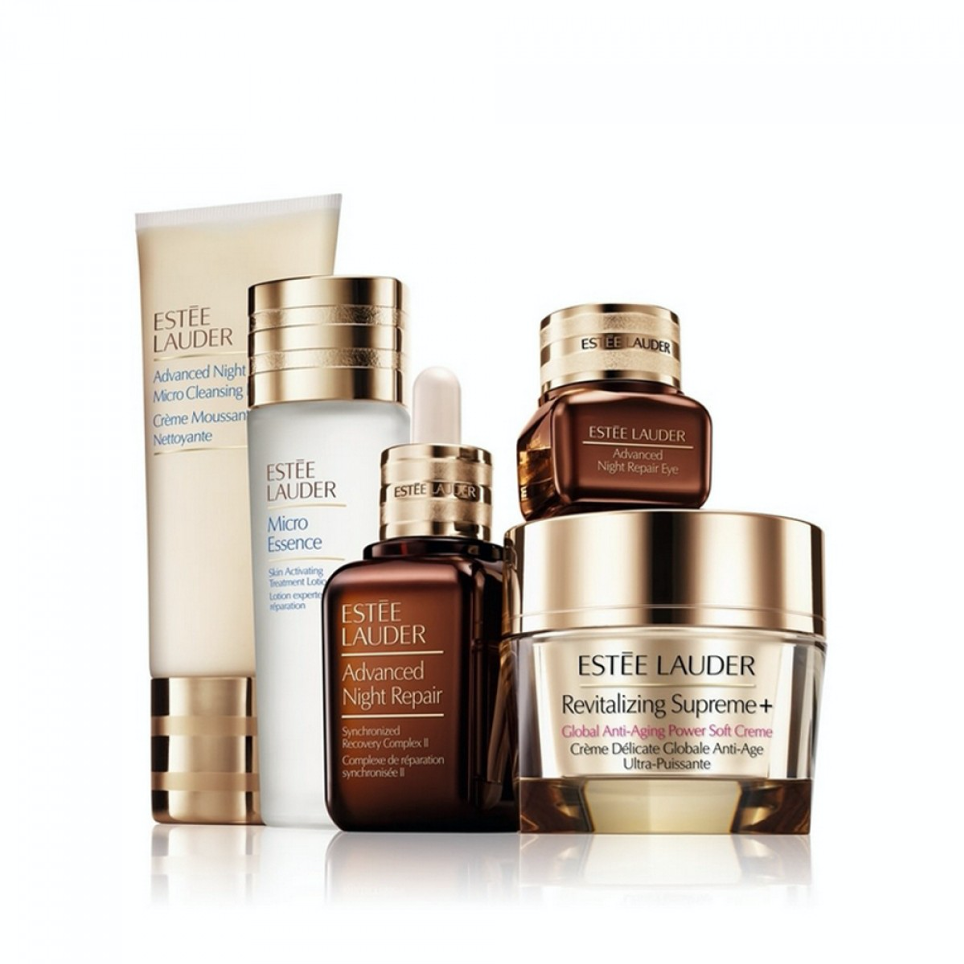 ESTĒE
LAUDER
Advanced Night
Micro Cleansing
Crème Moussan
Nettoyante
ESTĒE
LAUDER
Micro
Essence
Skin Activating
Treatment Lotio
Lotion experte
réparation
ESTĒE LAUDER
ESTĒE
LAUDER
Advanced
Night Repair
Synchronized
Recovery Complex II
Complexe de réparation
synchronisée II
ESTĒE LAUDER
ESTĒE LAUDER
Advanced
Night Repair Eye
ESTĒE LAUDER
Revitalizing Supreme+
Global Anti-Aging Power Soft Creme
Crème Délicate Globale Anti-Age
Ultra-Puissante